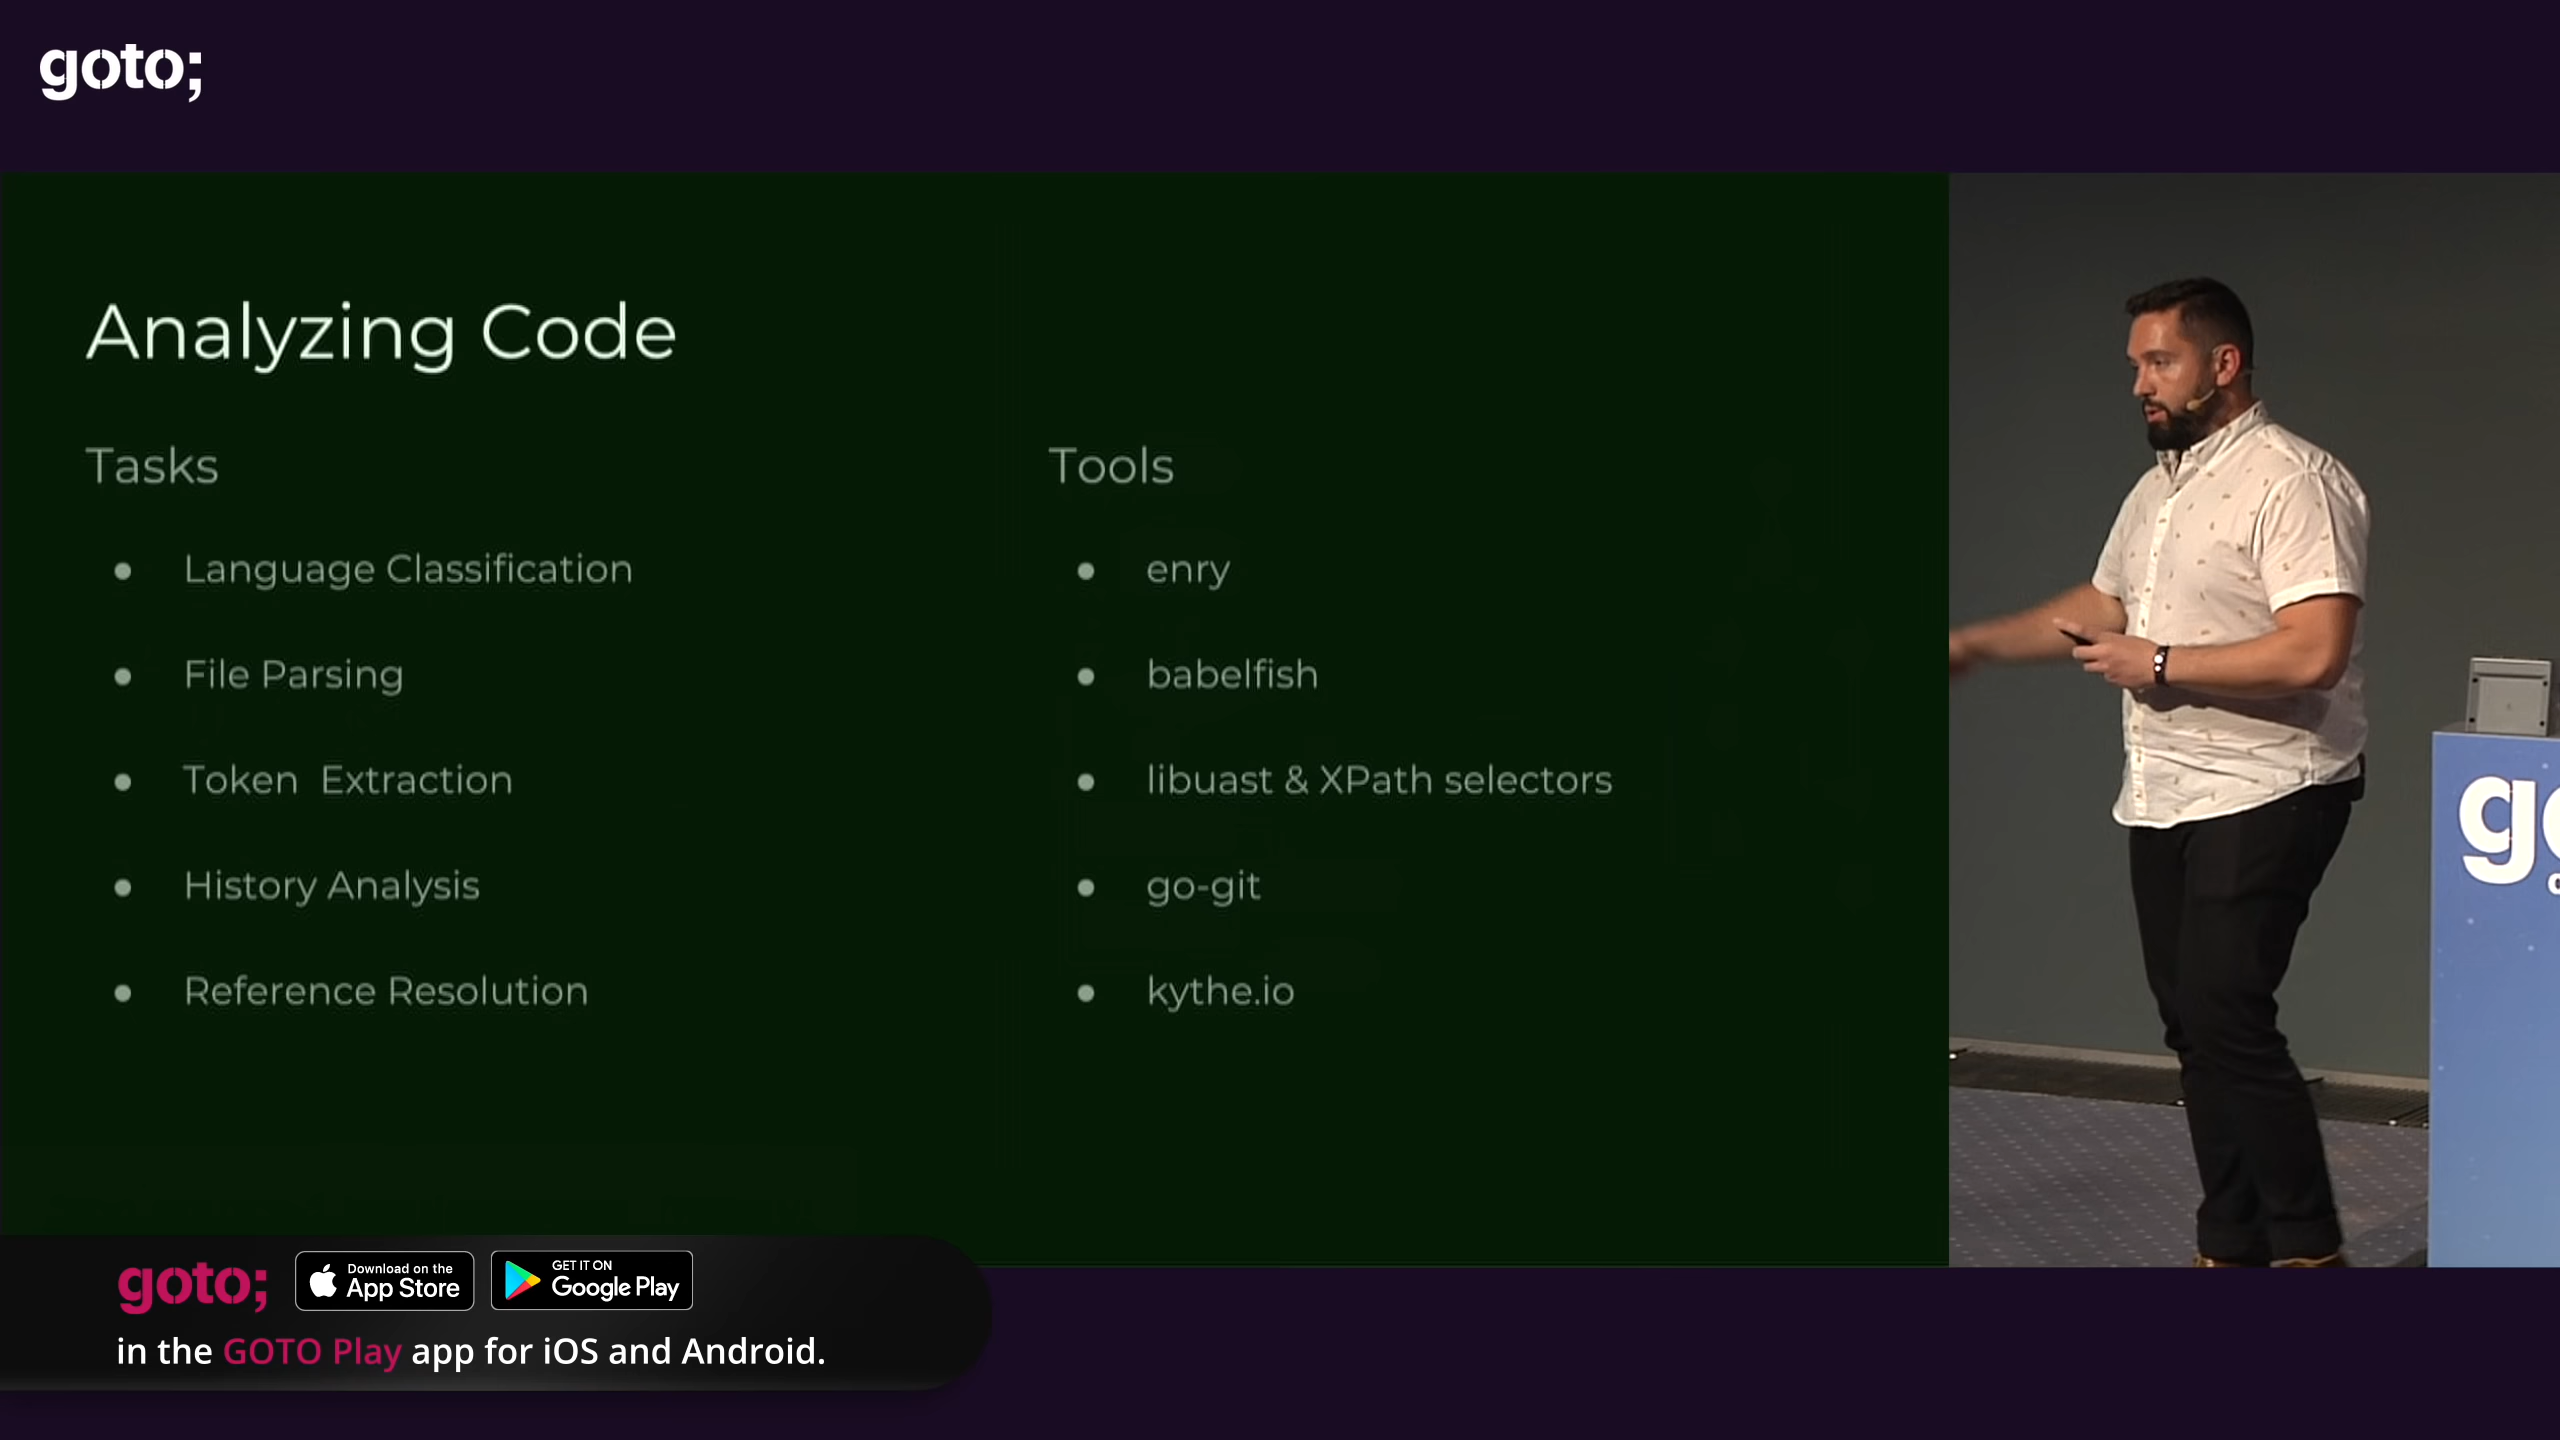 goto;
Analyzing Code
Tasks
Language Classification
File Parsing
Token Extraction
History Analysis
Reference Resolution
Tools
enry
babelfish
libuast & XPath selectors
go-git
kythe.io
goto;
Download on the
App Store
GET IT ON
Google Play
in the GOTO Play app for iOS and Android.